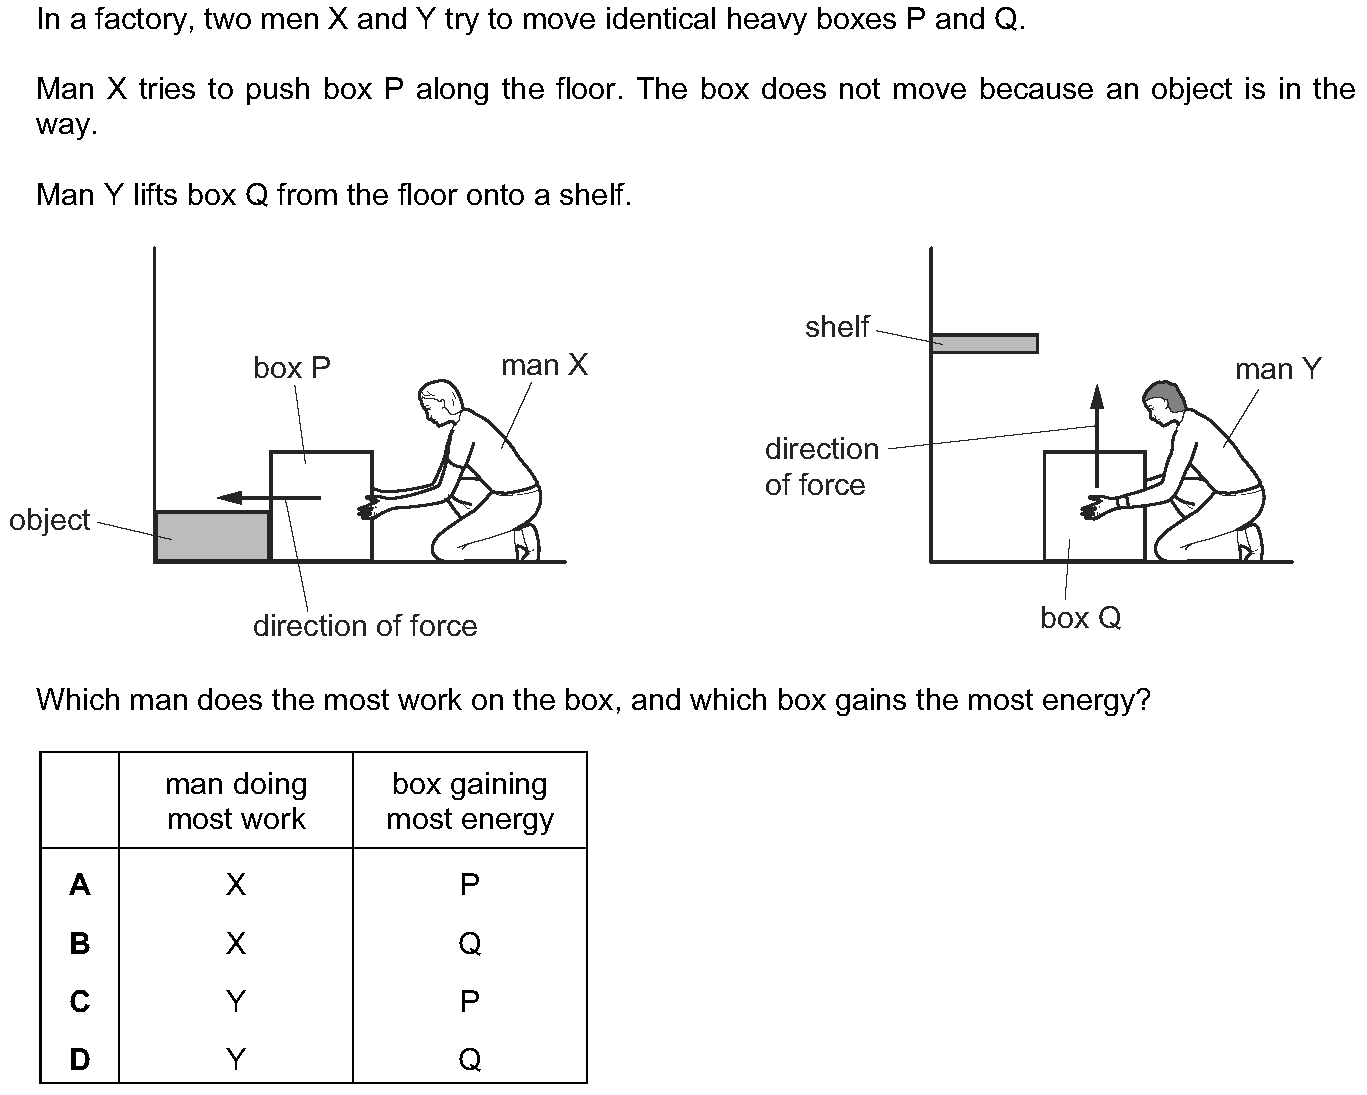 In a factory, two men X and Y try to move identical heavy boxes P and Q.
Man X tries to push box P along the floor. The box does not move because an object is in the
way.
Man Y lifts box Q from the floor onto a shelf.
box P
man X
object
direction of force
shelf
man Y
direction
of force
box Q
Which man does the most work on the box, and which box gains the most energy?
man doing
most work
box gaining
most energy
A X P
B X Q
C Y P
D Y Q